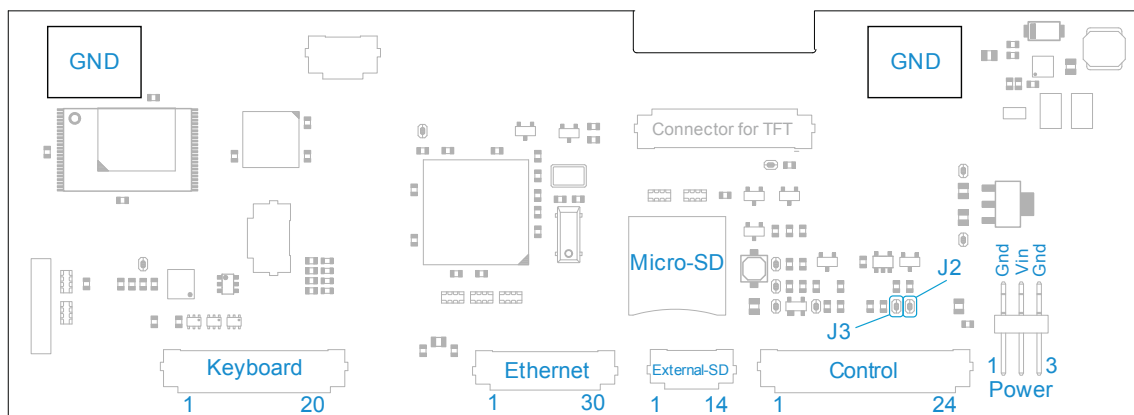 GND
GND
Connector for TFT
Micro-SD
Gnd
Vin
Gnd
J2
J3
Keyboard
Ethernet
External-SD
Control
1 3
Power
1 20
1 30
1 14
1 24